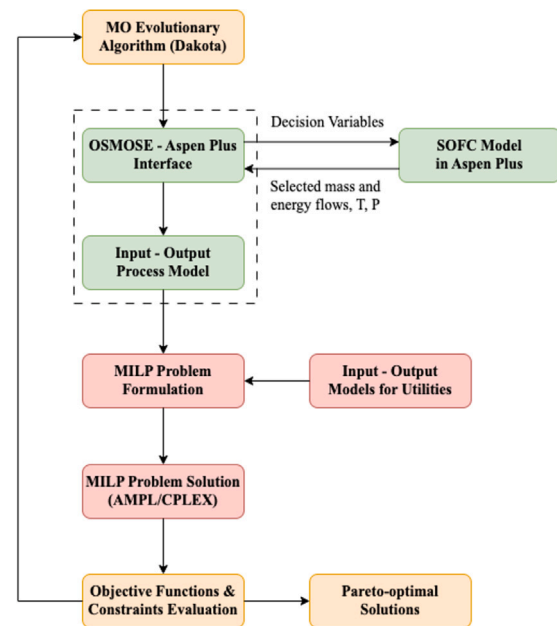 MO Evolutionary
Algorithm (Dakota)
OSMOSE - Aspen Plus
Interface
Decision Variables
SOFC Model
in Aspen Plus
Selected mass and
energy flows, T, P
Input - Output
Process Model
MILP Problem
Formulation
Input - Output
Models for Utilities
MILP Problem Solution
(AMPL/CPLEX)
Objective Functions &
Constraints Evaluation
Pareto-optimal
Solutions